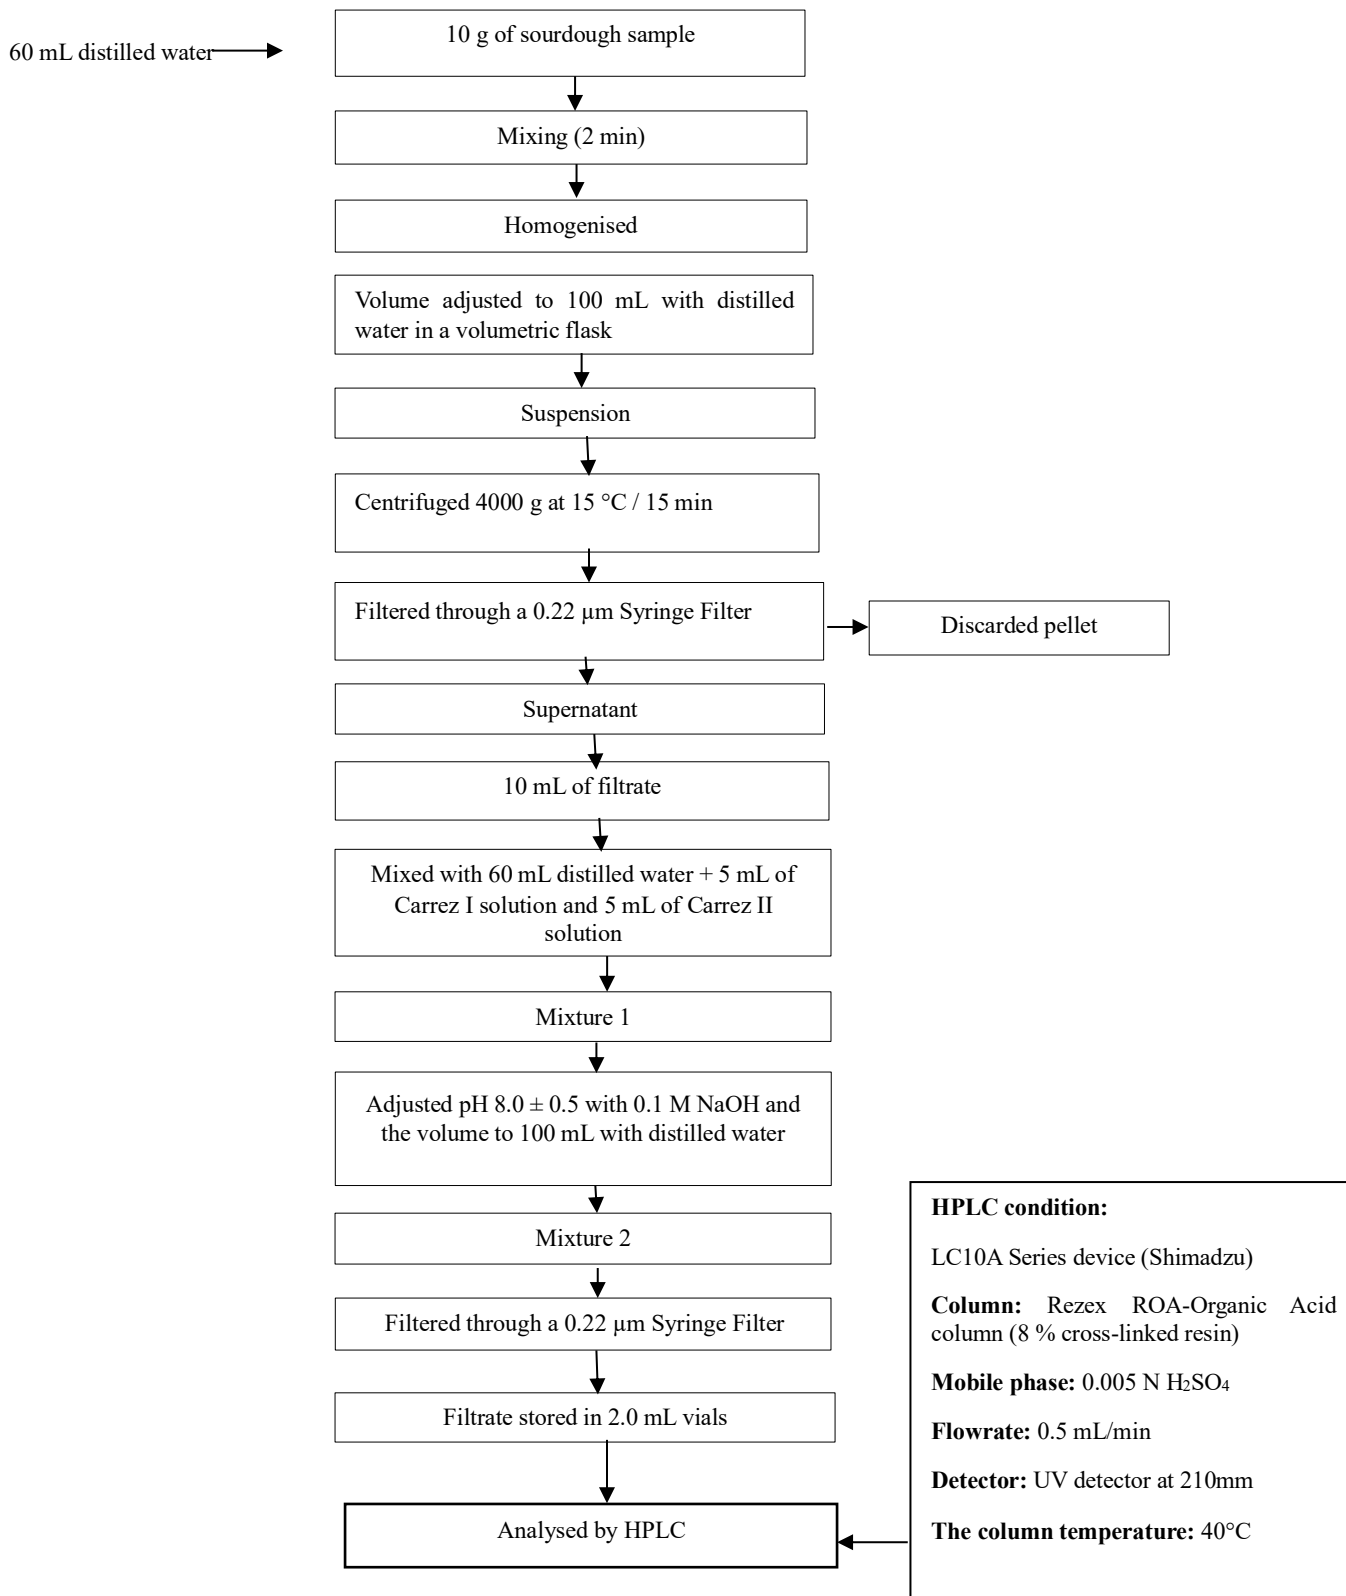 60 mL distilled water
10 g of sourdough sample
Mixing (2 min)
Homogenised
Volume adjusted to 100 mL with distilled
water in a volumetric flask
Suspension
Centrifuged 4000 g at 15 °C / 15 min
Filtered through a 0.22 µm Syringe Filter
Discarded pellet
Supernatant
10 mL of filtrate
Mixed with 60 mL distilled water + 5 mL of
Carrez I solution and 5 mL of Carrez II
solution
Mixture 1
Adjusted pH 8.0 ± 0.5 with 0.1 M NaOH and
the volume to 100 mL with distilled water
Mixture 2
Filtered through a 0.22 µm Syringe Filter
Filtrate stored in 2.0 mL vials
Analysed by HPLC
HPLC condition:
LC10A Series device (Shimadzu)
Column: Rezex ROA-Organic Acid
column (8 % cross-linked resin)
Mobile phase: 0.005 N H₂SO₄
Flowrate: 0.5 mL/min
Detector: UV detector at 210mm
The column temperature: 40°C